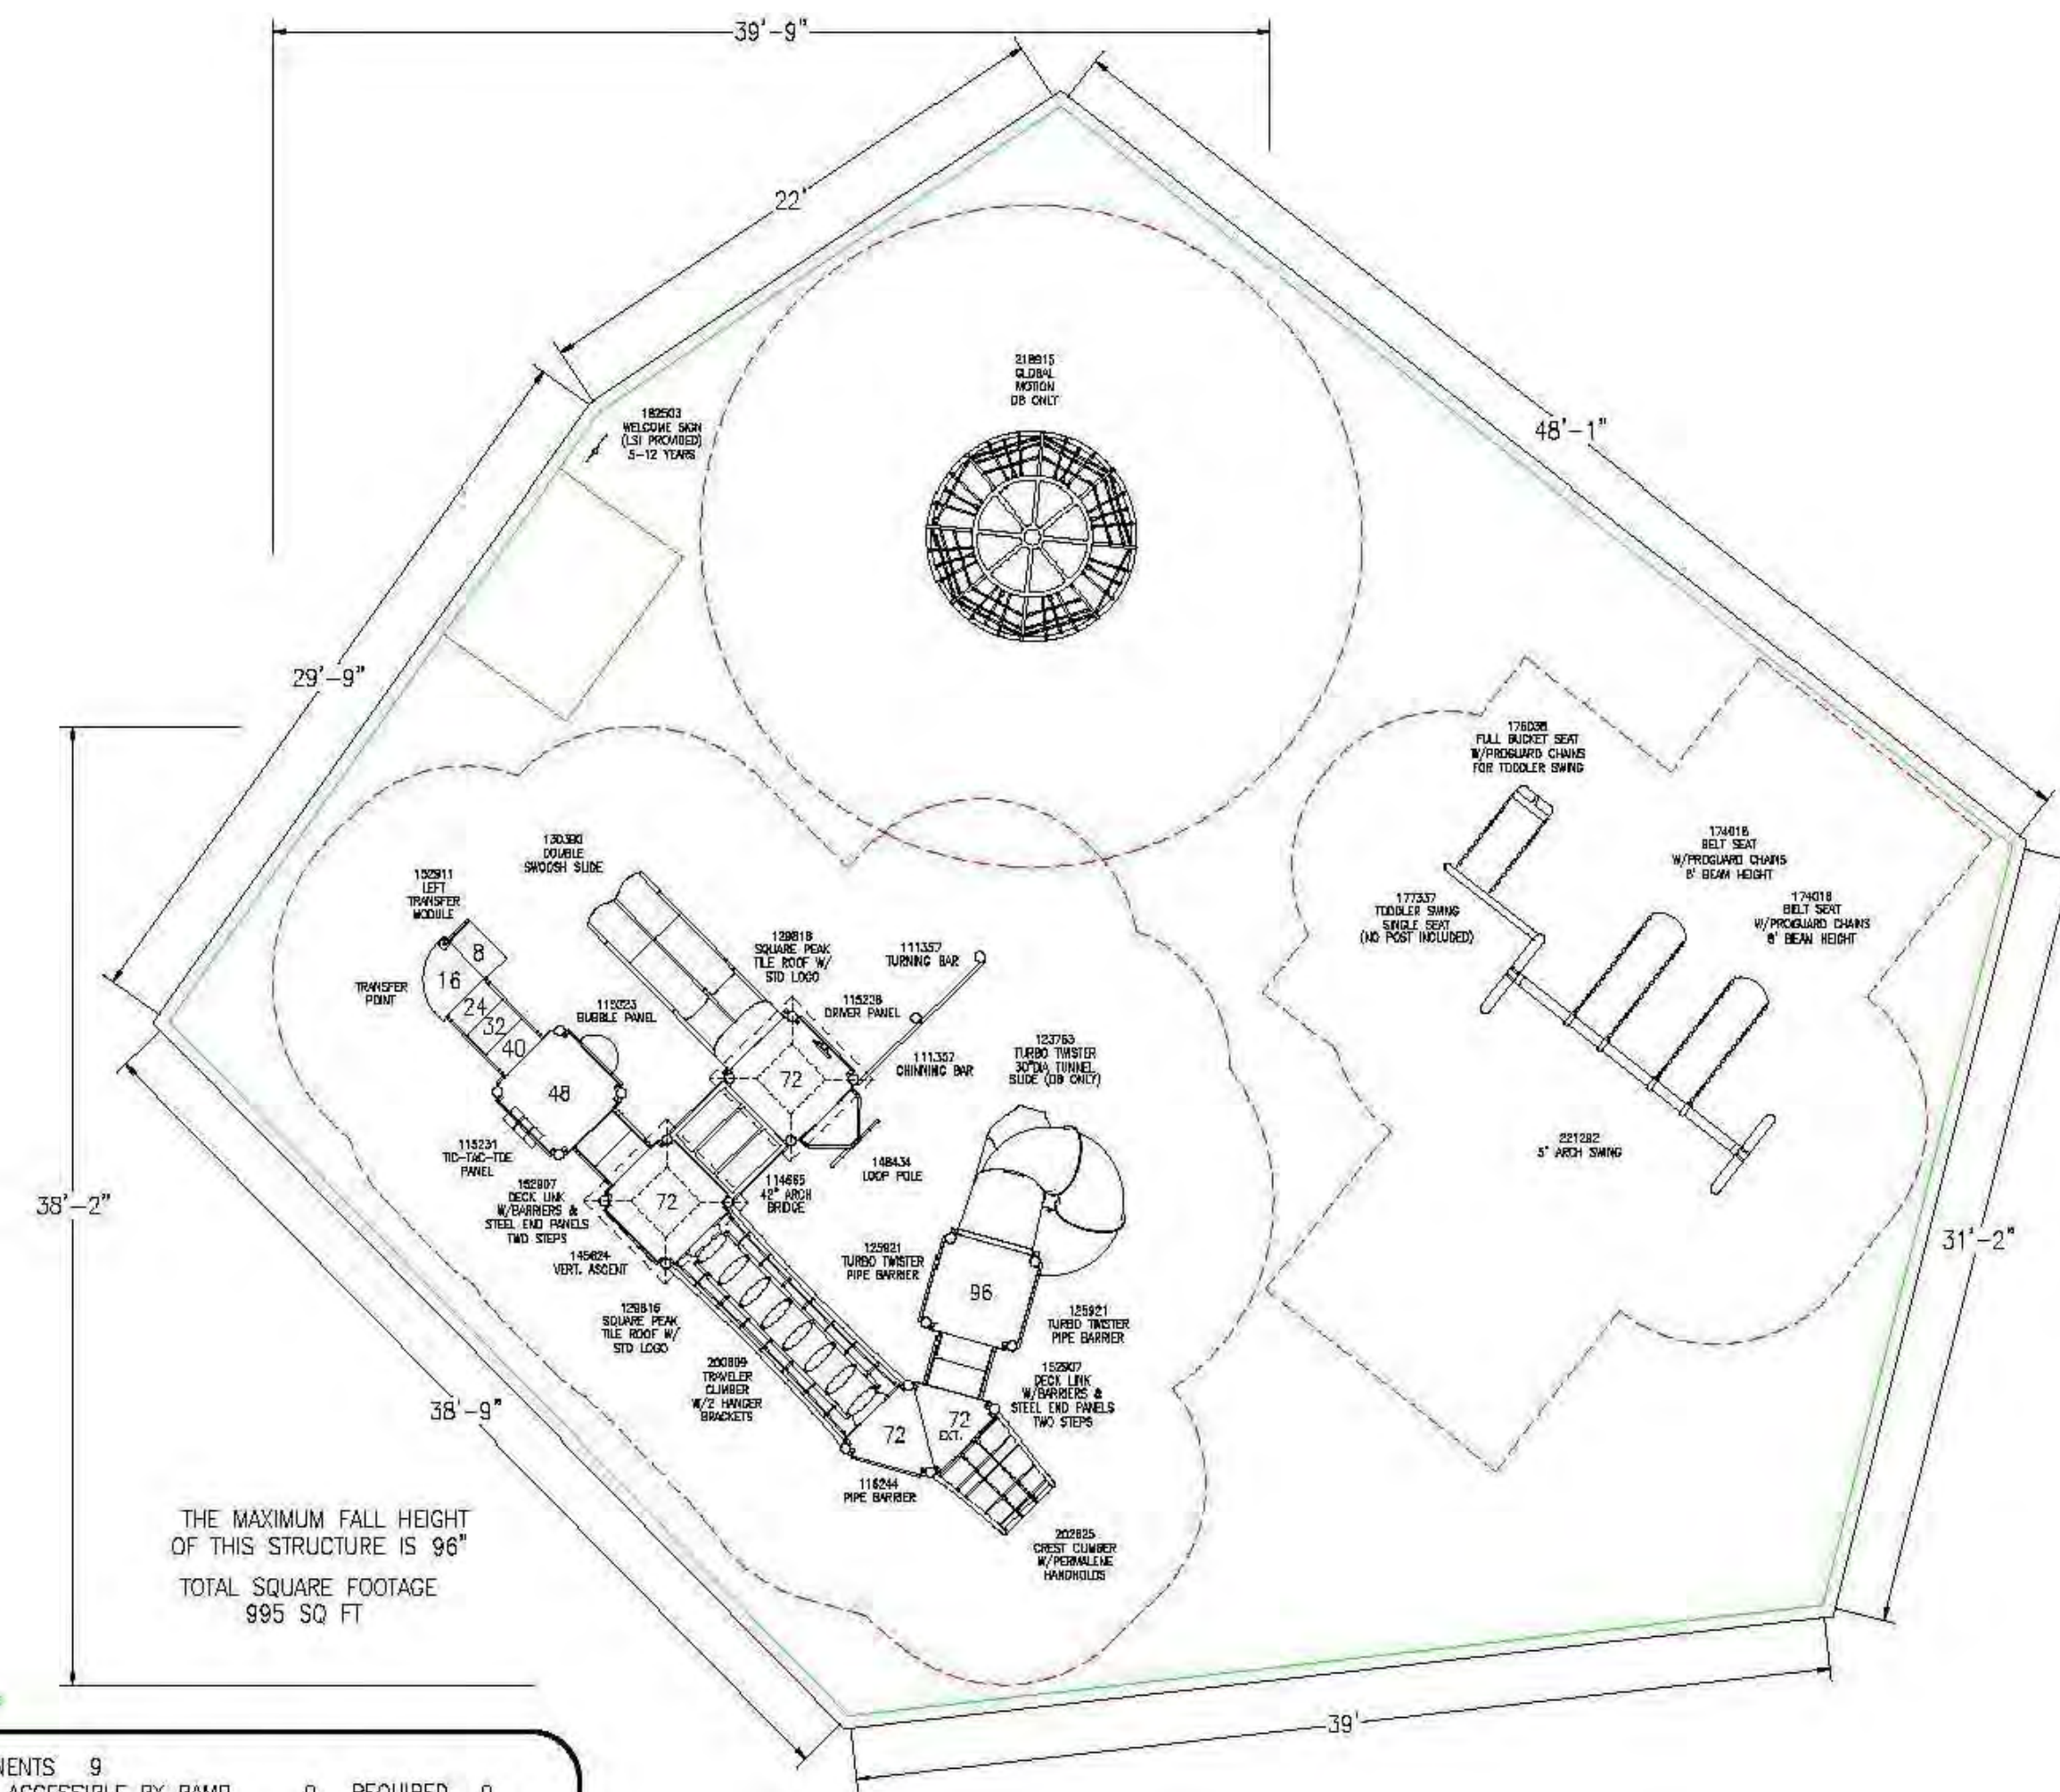 39'-9"
22'
48'-1"
218915
GLOBAL
MOTION
DB ONLY
182503
WELCOME SIGN
(LSI PROVIDED)
5-12 YEARS
29'-9"
176038
FULL BUCKET SEAT
W/PROGUARD CHAINS
FOR TODDLER SWING
174018
BELT SEAT
W/PROGUARD CHAINS
8' BEAM HEIGHT
174018
BELT SEAT
W/PROGUARD CHAINS
8' BEAM HEIGHT
177337
TODDLER SWING
SINGLE SEAT
(NO POST INCLUDED)
130390
DOUBLE
SWOOSH SLIDE
152911
LEFT
TRANSFER
MODULE
8
16
24
32
40
48
TRANSFER
POINT
129816
SQUARE PEAK
TILE ROOF W/
STD LOGO
111357
TURNING BAR
115228
DRIVER PANEL
BUBBLE PANEL
111357
CHINNING BAR
123763
TURBO TWISTER
30"DIA TUNNEL
SLIDE (DB ONLY)
72
115231
TIC-TAC-TOE
PANEL
148434
LOOP POLE
114665
42" ARCH
BRIDGE
152907
DECK LINK
W/BARRIERS &
STEEL END PANELS
TWO STEPS
72
145624
VERT. ASCENT
221292
5" ARCH SWING
38'-2"
31'-2"
125921
TURBO TWISTER
PIPE BARRIER
96
125921
TURBO TWISTER
PIPE BARRIER
129816
SQUARE PEAK
TILE ROOF W/
STD LOGO
200809
TRAVELER
CLIMBER
W/2 HANGER
BRACKETS
152907
DECK LINK
W/BARRIERS &
STEEL END PANELS
TWO STEPS
38'-9"
72
72
EXT.
116244
PIPE BARRIER
202825
CREST CLIMBER
W/PERMALENE
HANDHOLDS
THE MAXIMUM FALL HEIGHT
OF THIS STRUCTURE IS 96"
TOTAL SQUARE FOOTAGE
995 SQ FT
39'
NENTS 9